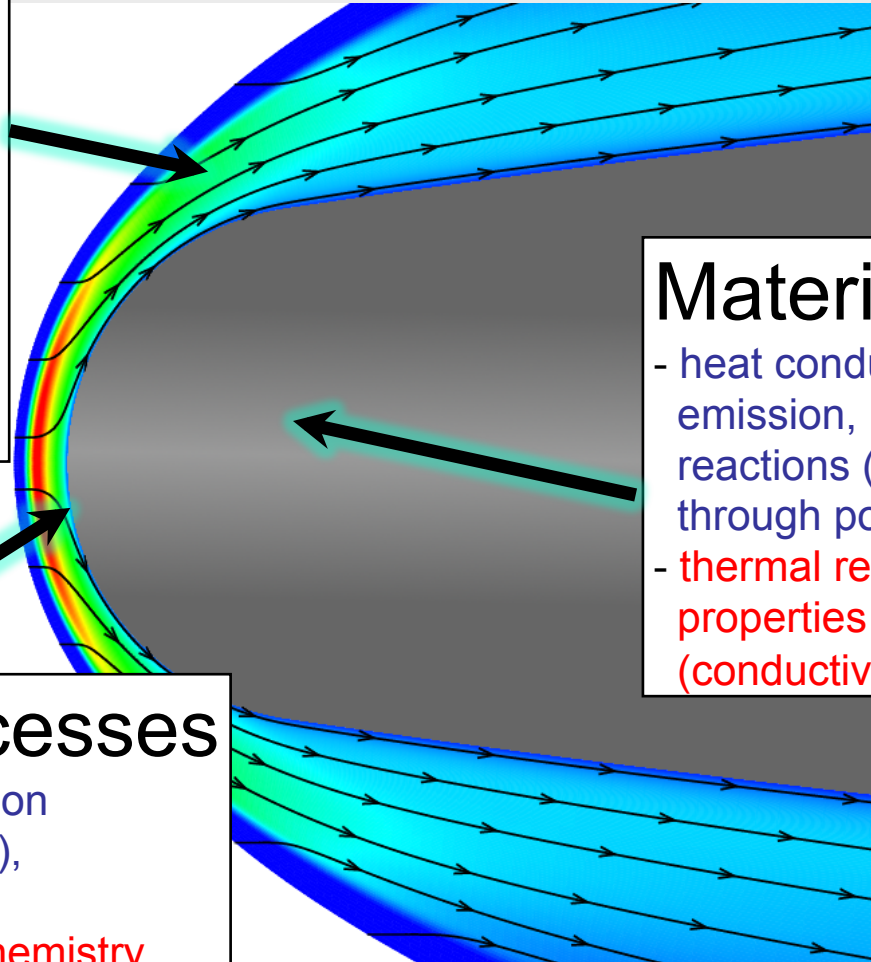 Materi
- heat condu
emission,
reactions (
through po
- thermal re
properties
(conductiv
cesses
on
),
hemistry